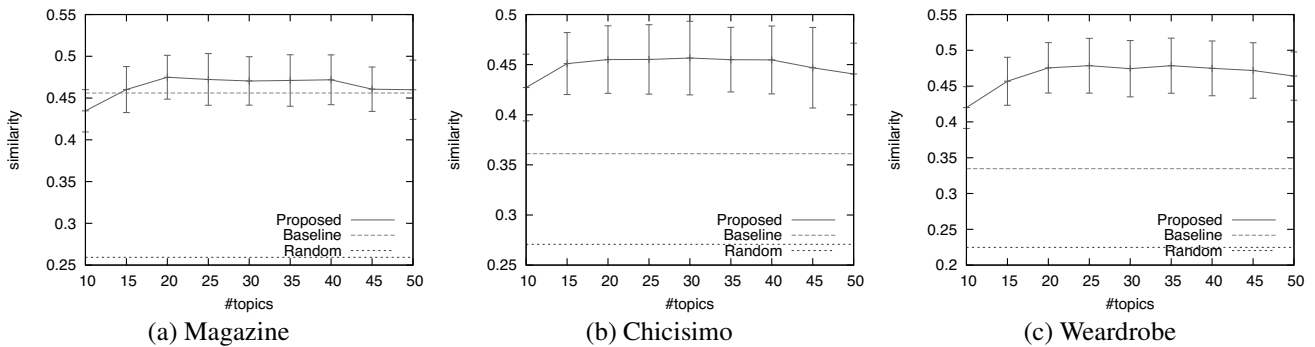 0.55
0.5
0.45
0.4
0.35
0.3
0.25
similarity
10 15 20 25 30 35 40 45 50
#topics
Proposed
Baseline
Random
(a) Magazine
0.5
0.45
0.4
0.35
0.3
0.25
similarity
10 15 20 25 30 35 40 45 50
#topics
Proposed
Baseline
Random
(b) Chicisimo
0.55
0.5
0.45
0.4
0.35
0.3
0.25
0.2
similarity
10 15 20 25 30 35 40 45 50
#topics
Proposed
Baseline
Random
(c) Weardrobe